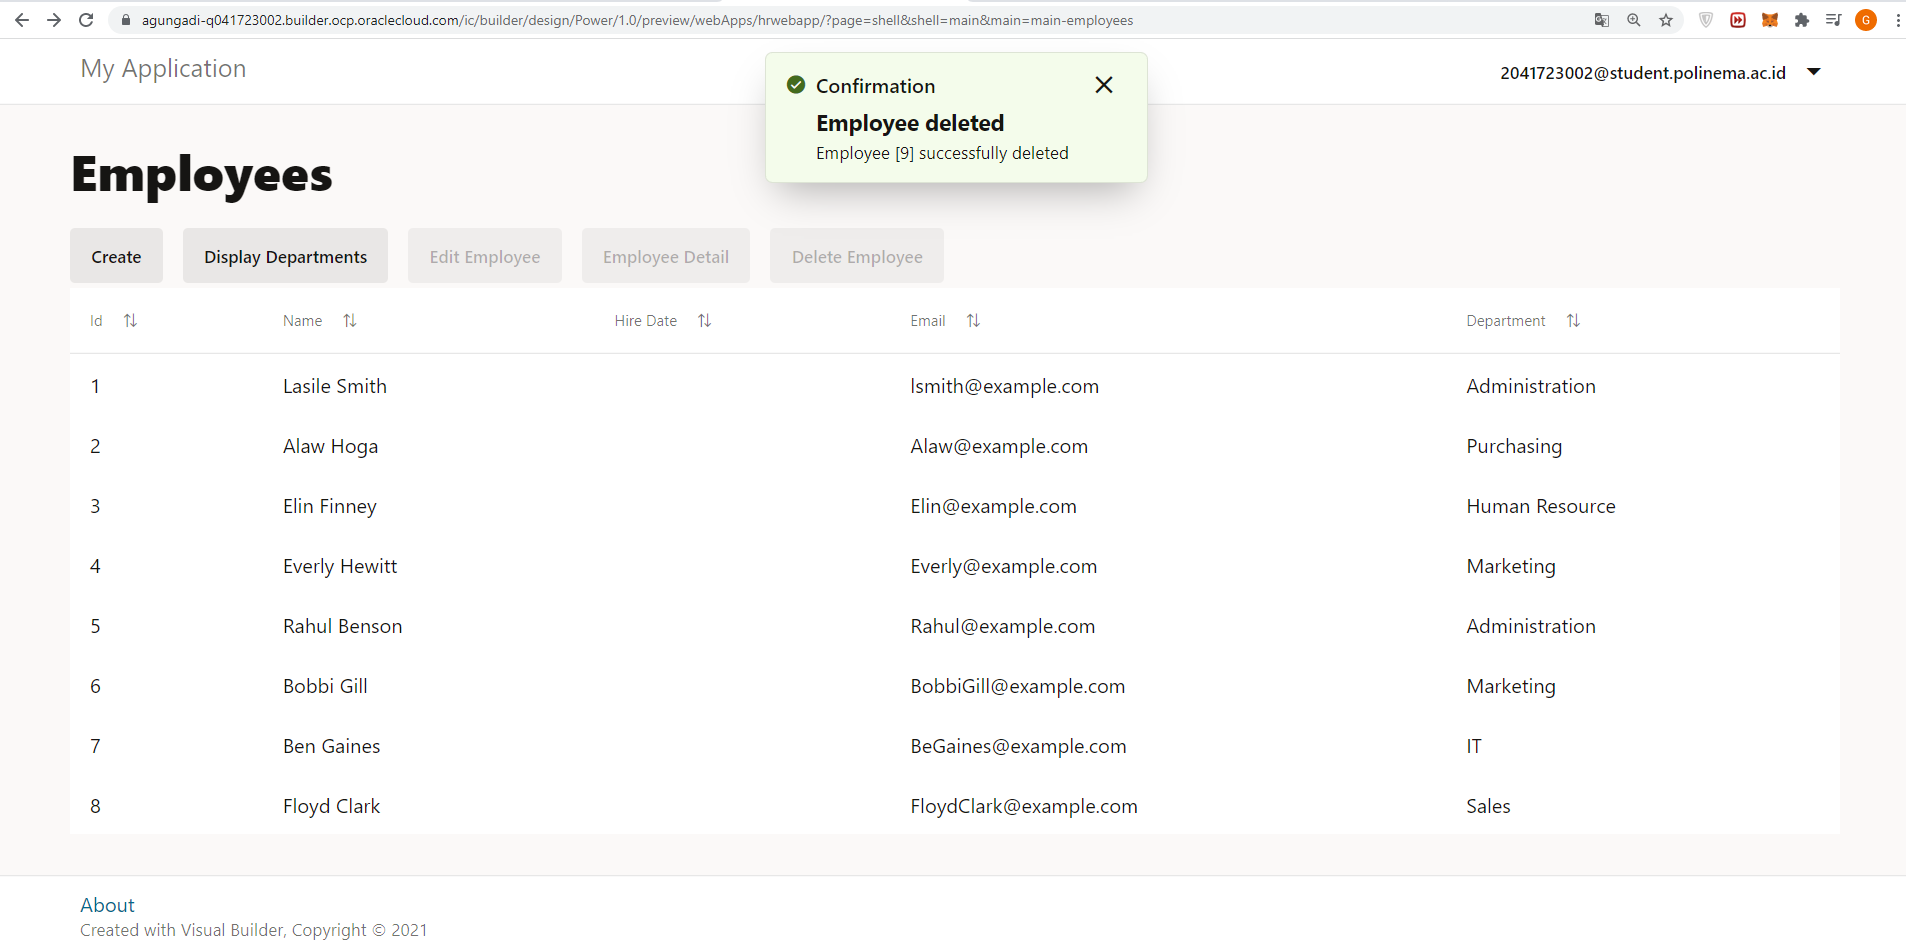 agungadi-q041723002.builder.ocp.oraclecloud.com/ic/builder/design/Power/1.0/preview/webApps/hrwebapp/?page=shell&shell=main&main=main-employees
G
My Application
2041723002@student.polinema.ac.id
Confirmation
Employee deleted
Employee [9] successfully deleted
Employees
Create Display Departments Edit Employee Employee Detail Delete Employee
Id Name Hire Date Email Department
1 Lasile Smith lsmith@example.com Administration
2 Alaw Hoga Alaw@example.com Purchasing
3 Elin Finney Elin@example.com Human Resource
4 Everly Hewitt Everly@example.com Marketing
5 Rahul Benson Rahul@example.com Administration
6 Bobbi Gill BobbiGill@example.com Marketing
7 Ben Gaines BeGaines@example.com IT
8 Floyd Clark FloydClark@example.com Sales
About
Created with Visual Builder, Copyright © 2021